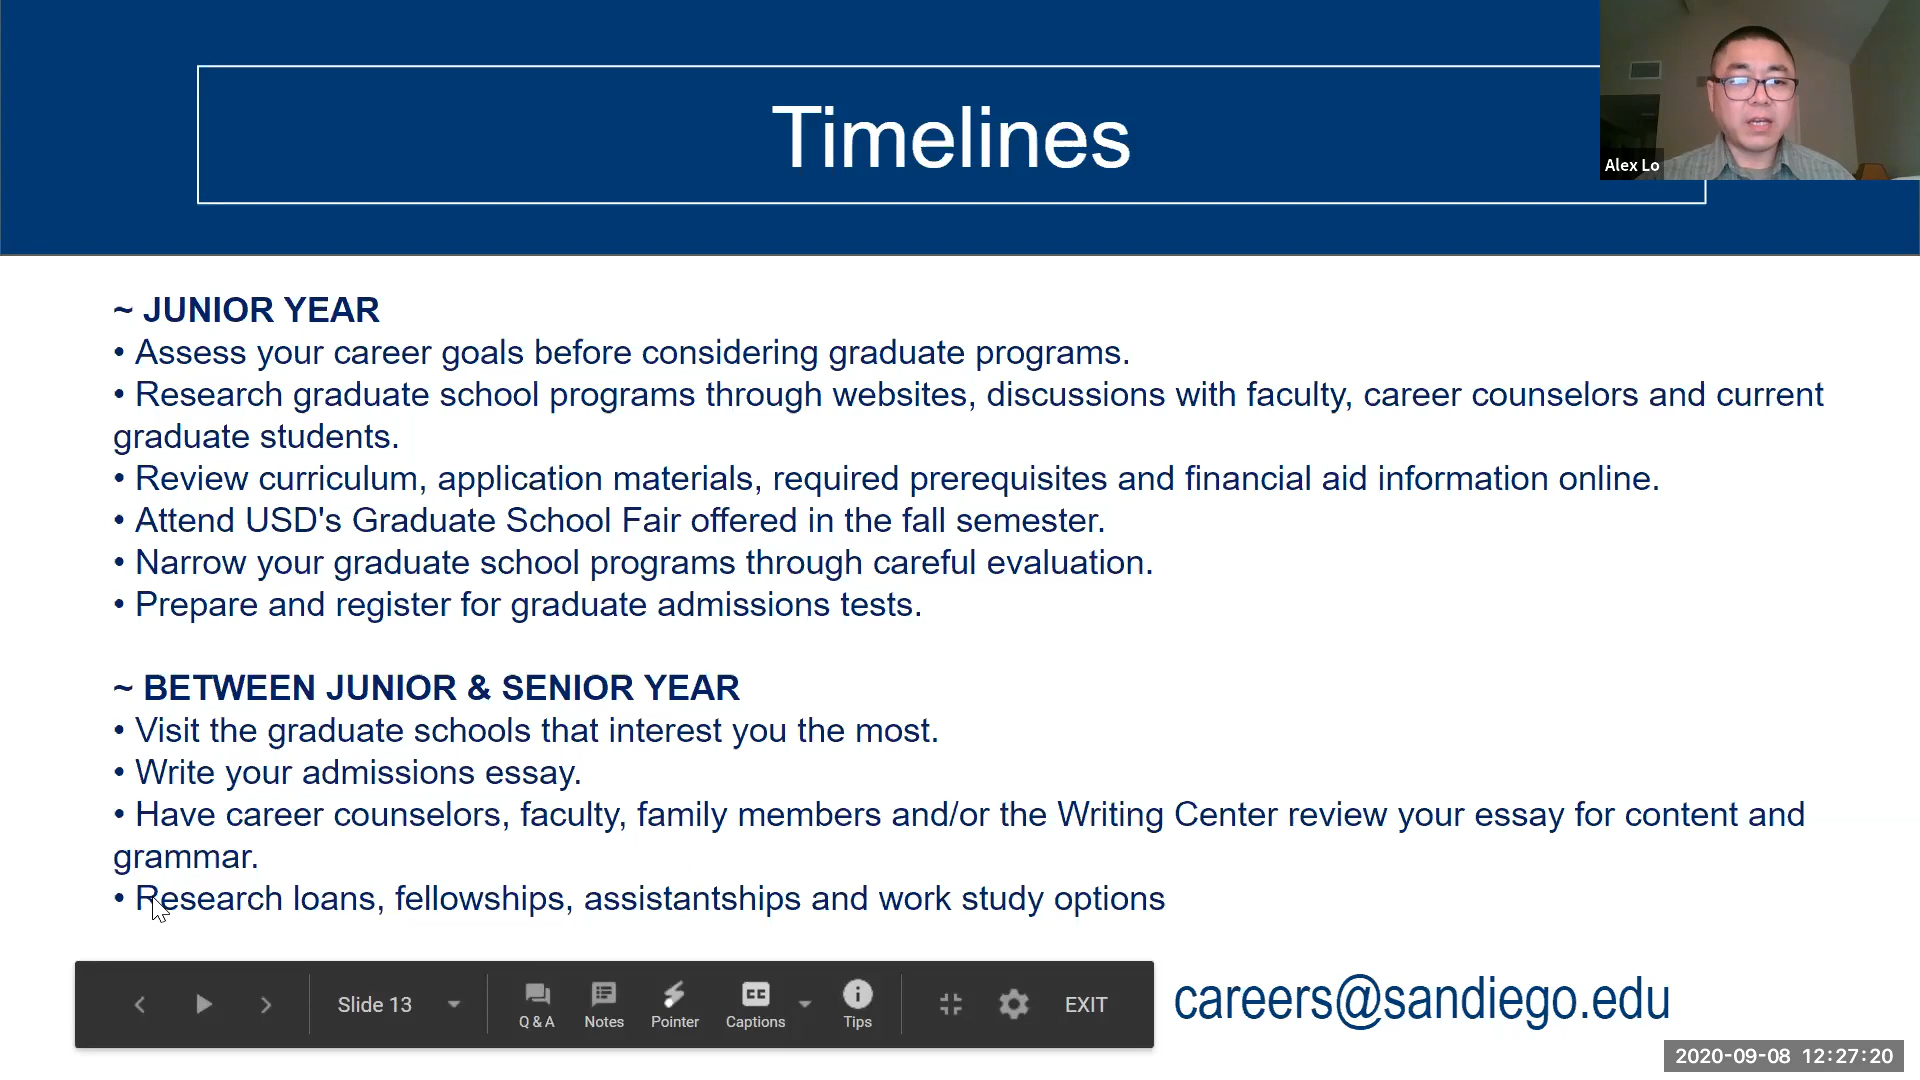 Timelines
Alex Lo
~ JUNIOR YEAR
• Assess your career goals before considering graduate programs.
• Research graduate school programs through websites, discussions with faculty, career counselors and current
graduate students.
• Review curriculum, application materials, required prerequisites and financial aid information online.
• Attend USD's Graduate School Fair offered in the fall semester.
• Narrow your graduate school programs through careful evaluation.
• Prepare and register for graduate admissions tests.
~ BETWEEN JUNIOR & SENIOR YEAR
• Visit the graduate schools that interest you the most.
• Write your admissions essay.
• Have career counselors, faculty, family members and/or the Writing Center review your essay for content and
grammar.
• Research loans, fellowships, assistantships and work study options
Slide 13
Q & A
Notes
Pointer
CC
Captions
Tips
EXIT
careers@sandiego.edu
2020-09-08 12:27:20